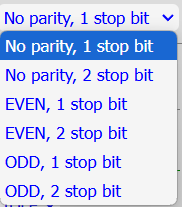 No parity, 1 stop bit
No parity, 1 stop bit
No parity, 2 stop bit
EVEN, 1 stop bit
EVEN, 2 stop bit
ODD, 1 stop bit
ODD, 2 stop bit